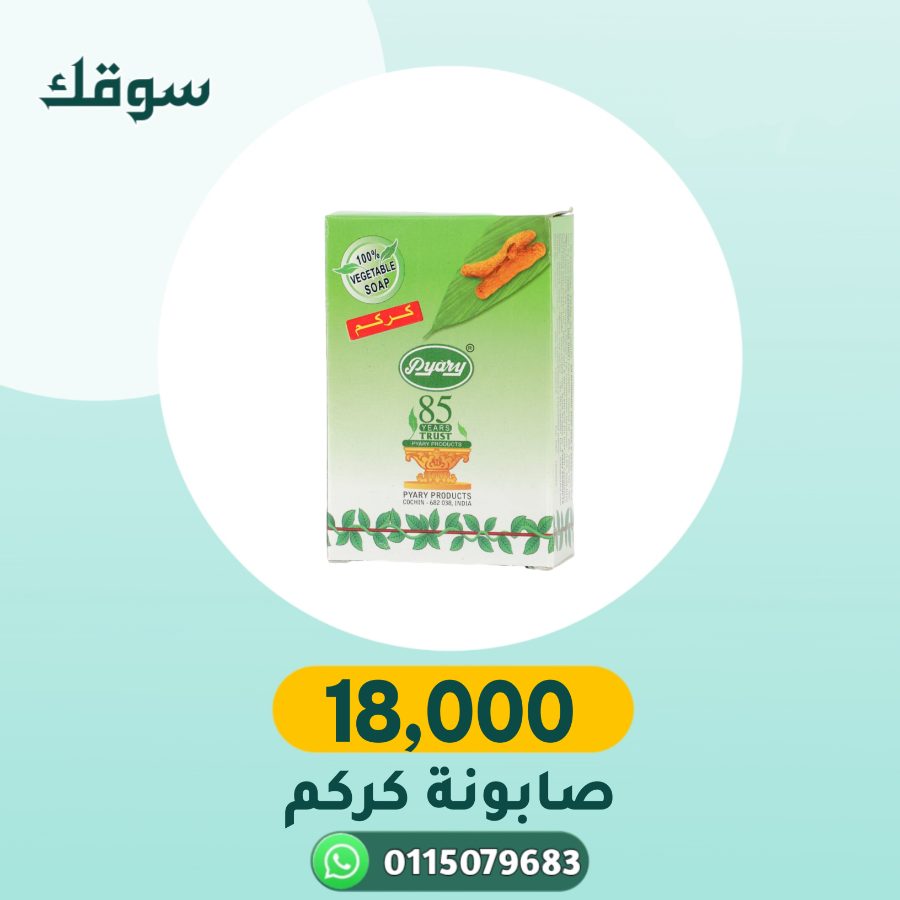 سوقك
100%
VEGETABLE
SOAP
كركم
Pyary ®
85
YEARS
TRUST
PYARY PRODUCTS
PYARY PRODUCTS
COCHIN - 682 038, INDIA
18,000
صابونة كركم
0115079683